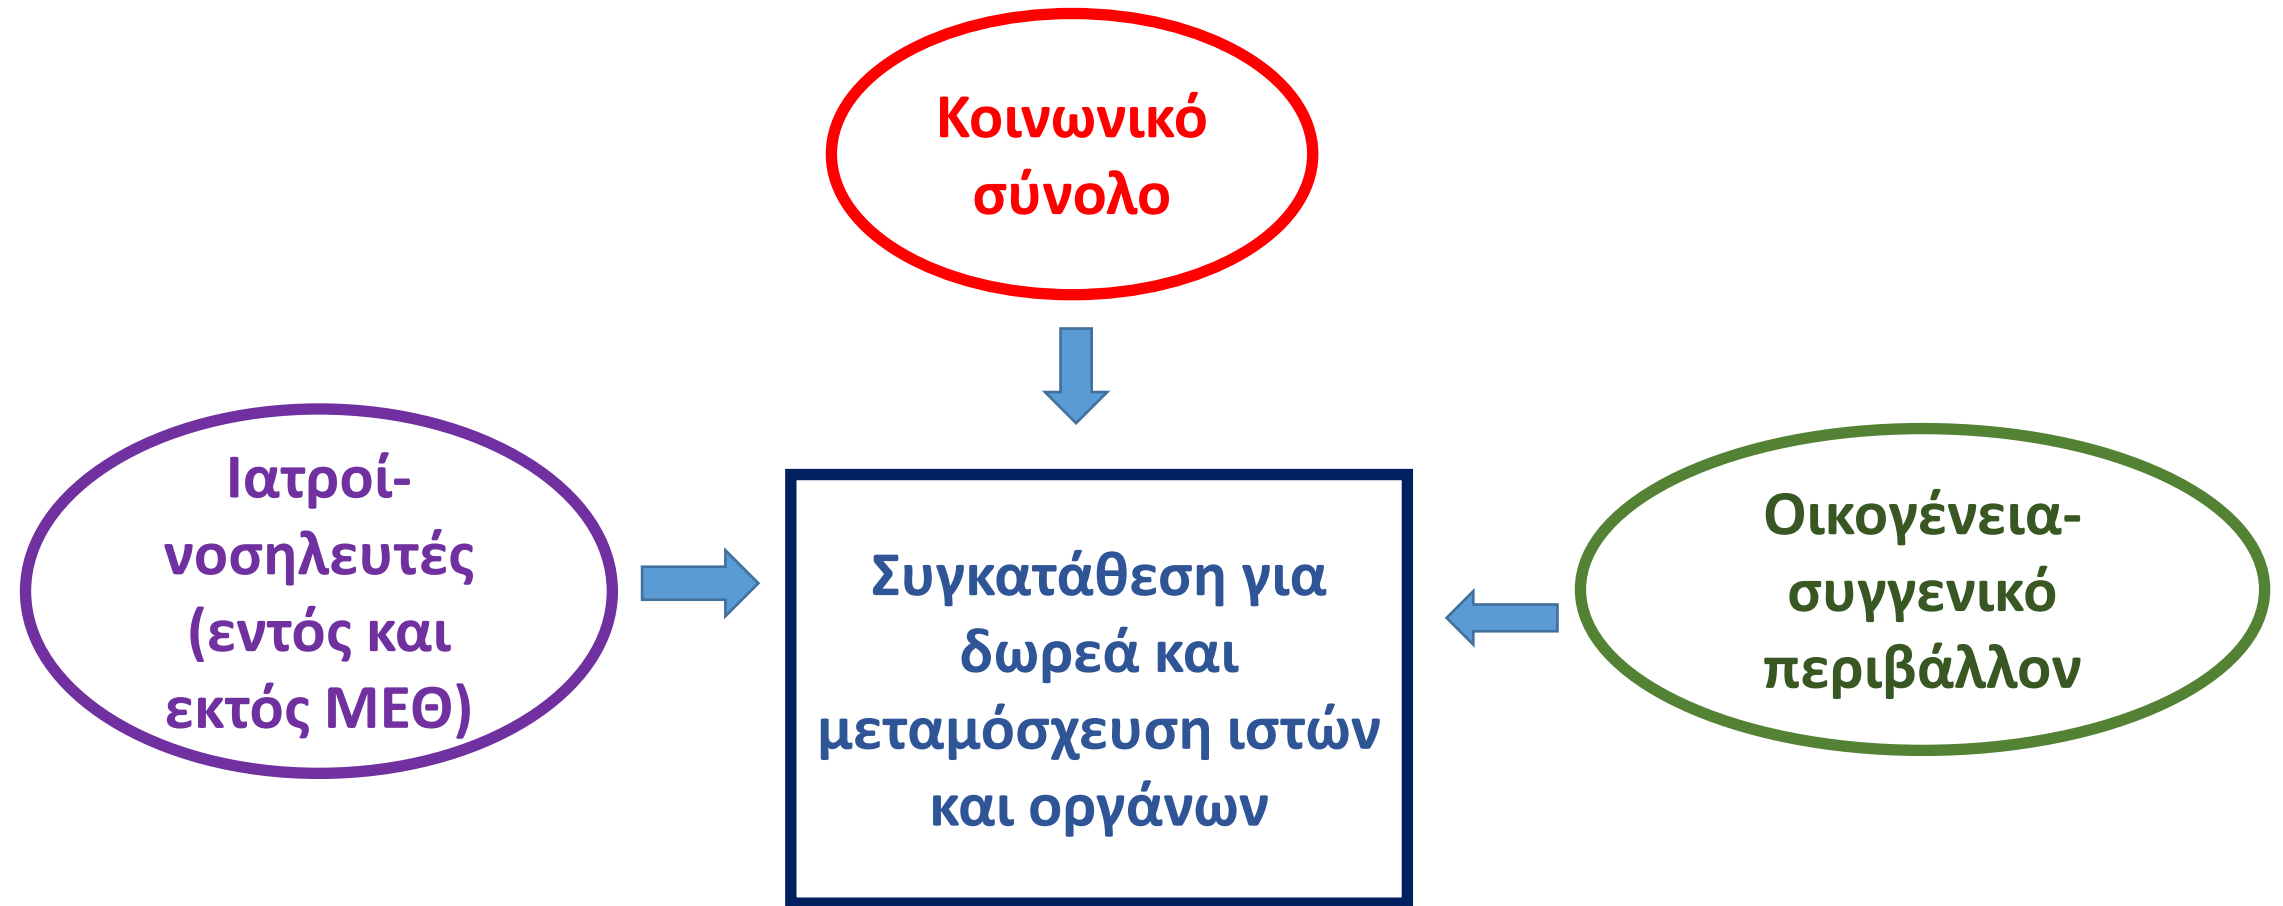 Κοινωνικό
σύνολο
Ιατροί-
νοσηλευτές
(εντός και
εκτός ΜΕΘ)
Συγκατάθεση για
δωρεά και
μεταμόσχευση ιστών
και οργάνων
Οικογένεια-
συγγενικό
περιβάλλον